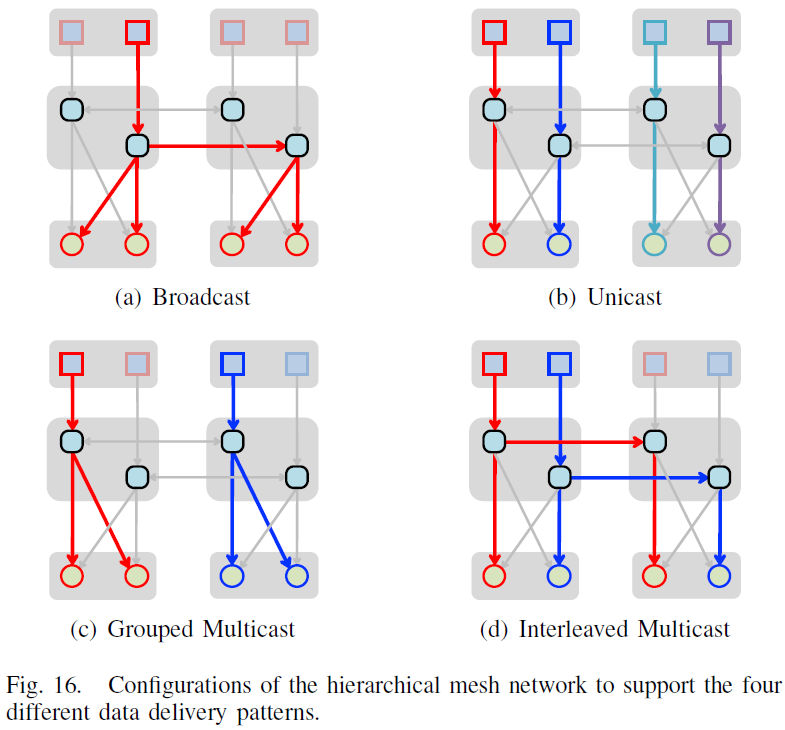 (a) Broadcast
(b) Unicast
(c) Grouped Multicast
(d) Interleaved Multicast
Fig. 16. Configurations of the hierarchical mesh network to support the four
different data delivery patterns.